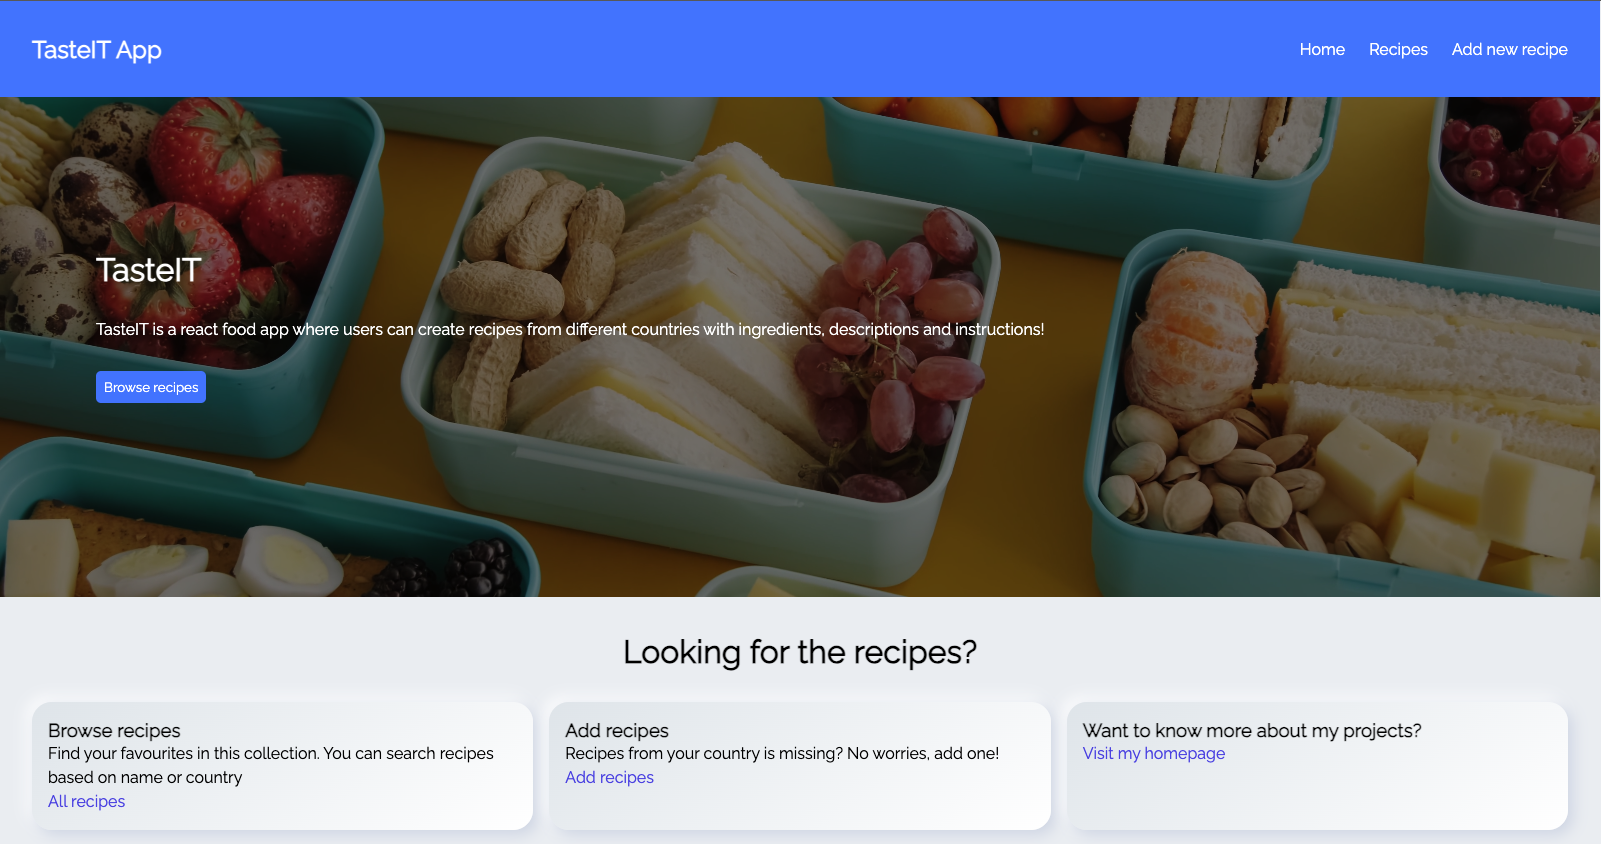 TasteIT App
Home Recipes Add new recipe
TasteIT
TasteIT is a react food app where users can create recipes from different countries with ingredients, descriptions and instructions!
Browse recipes
Looking for the recipes?
Browse recipes
Find your favourites in this collection. You can search recipes
based on name or country
All recipes
Add recipes
Recipes from your country is missing? No worries, add one!
Add recipes
Want to know more about my projects?
Visit my homepage